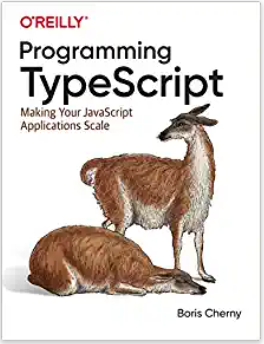 O'REILLY®
Programming
TypeScript
Making Your JavaScript
Applications Scale
Boris Cherny